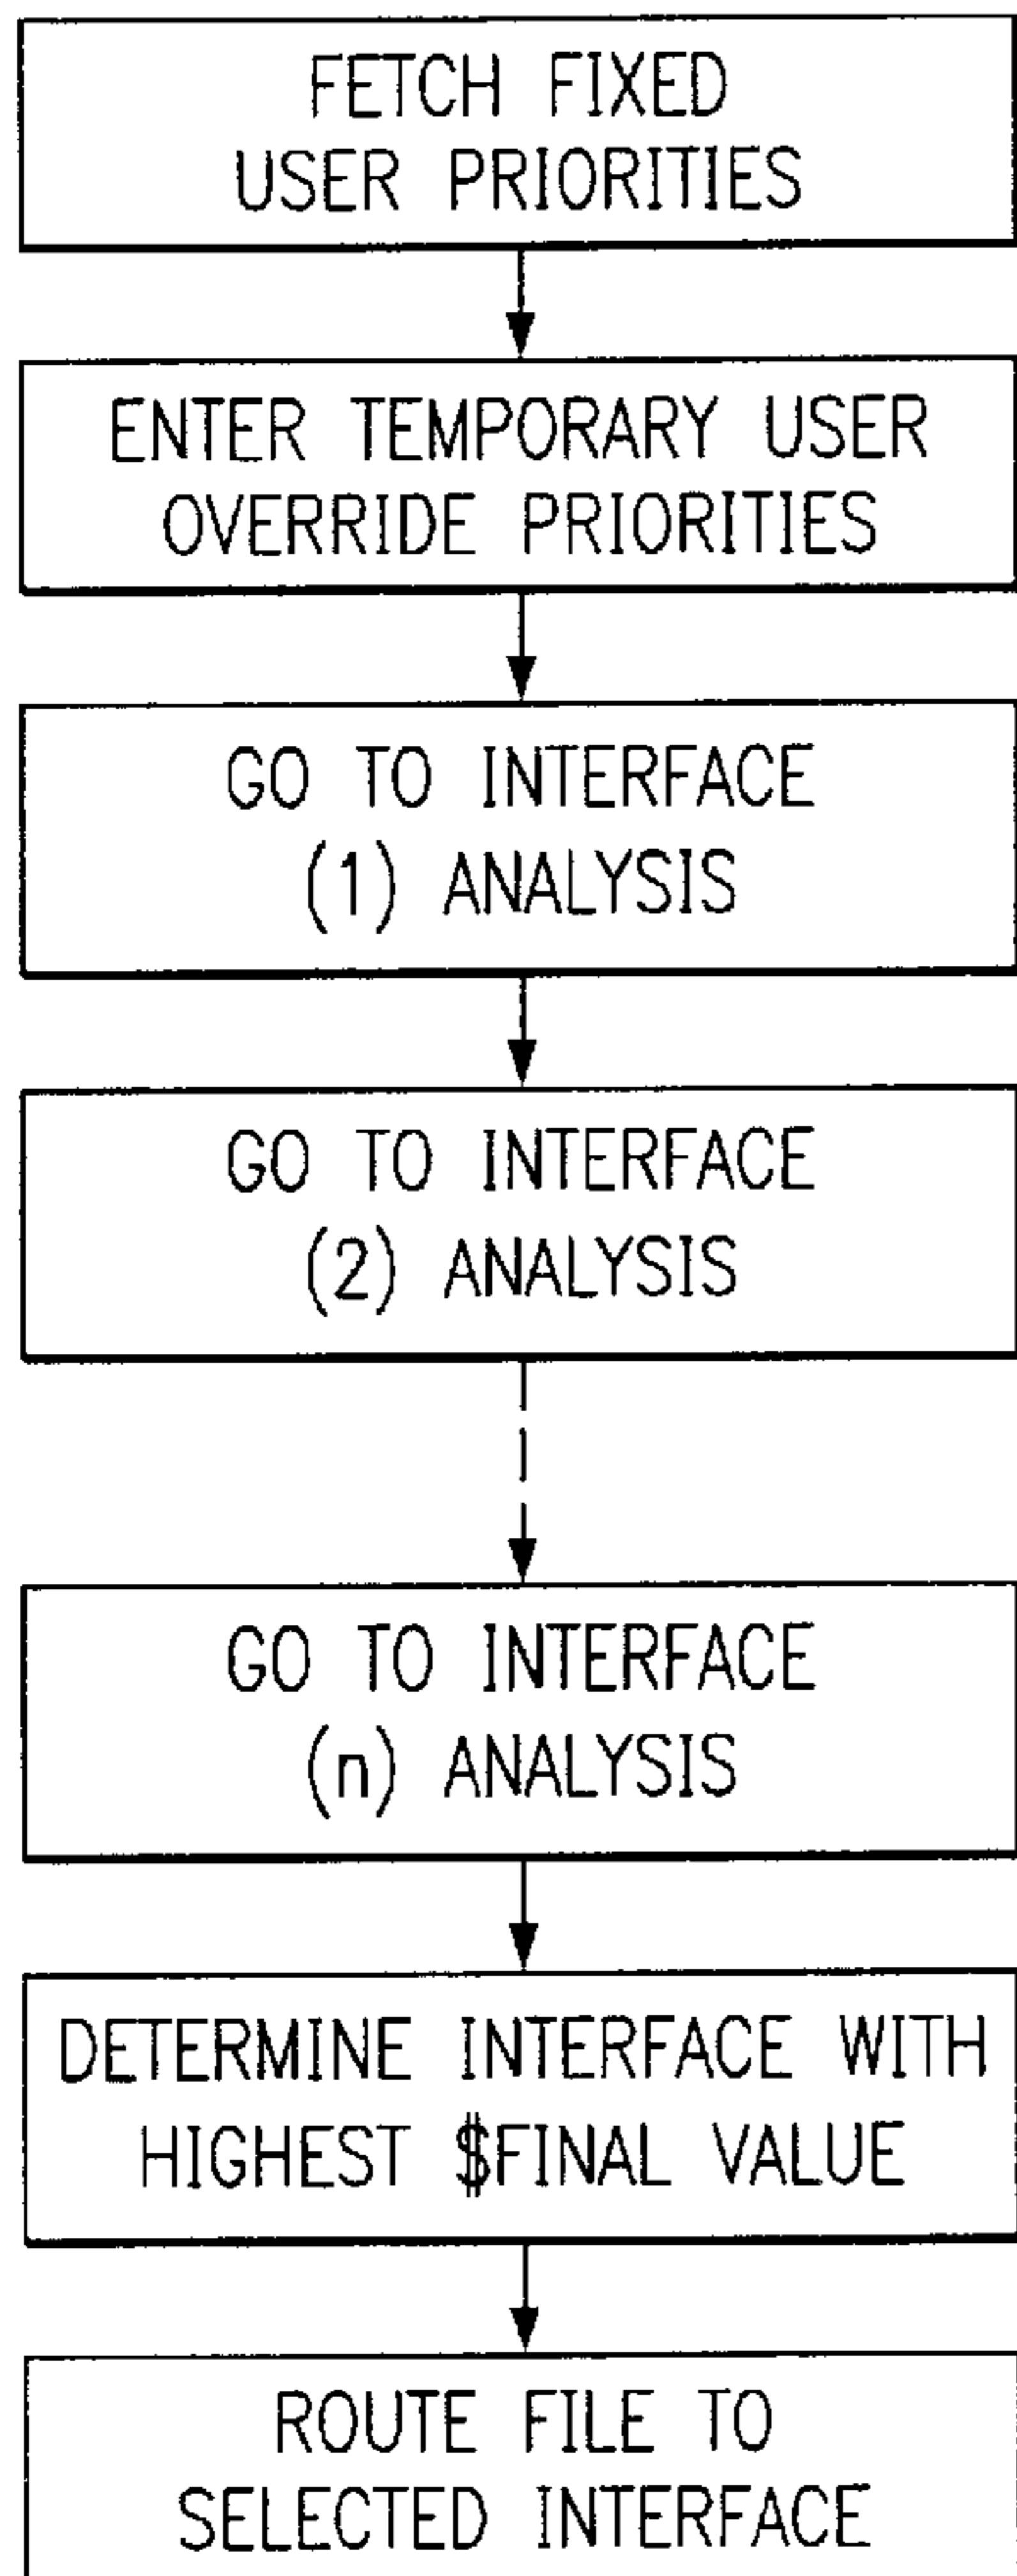 FETCH FIXED
USER PRIORITIES
ENTER TEMPORARY USER
OVERRIDE PRIORITIES
GO TO INTERFACE
(1) ANALYSIS
GO TO INTERFACE
(2) ANALYSIS
GO TO INTERFACE
(n) ANALYSIS
DETERMINE INTERFACE WITH
HIGHEST $FINAL VALUE
ROUTE FILE TO
SELECTED INTERFACE